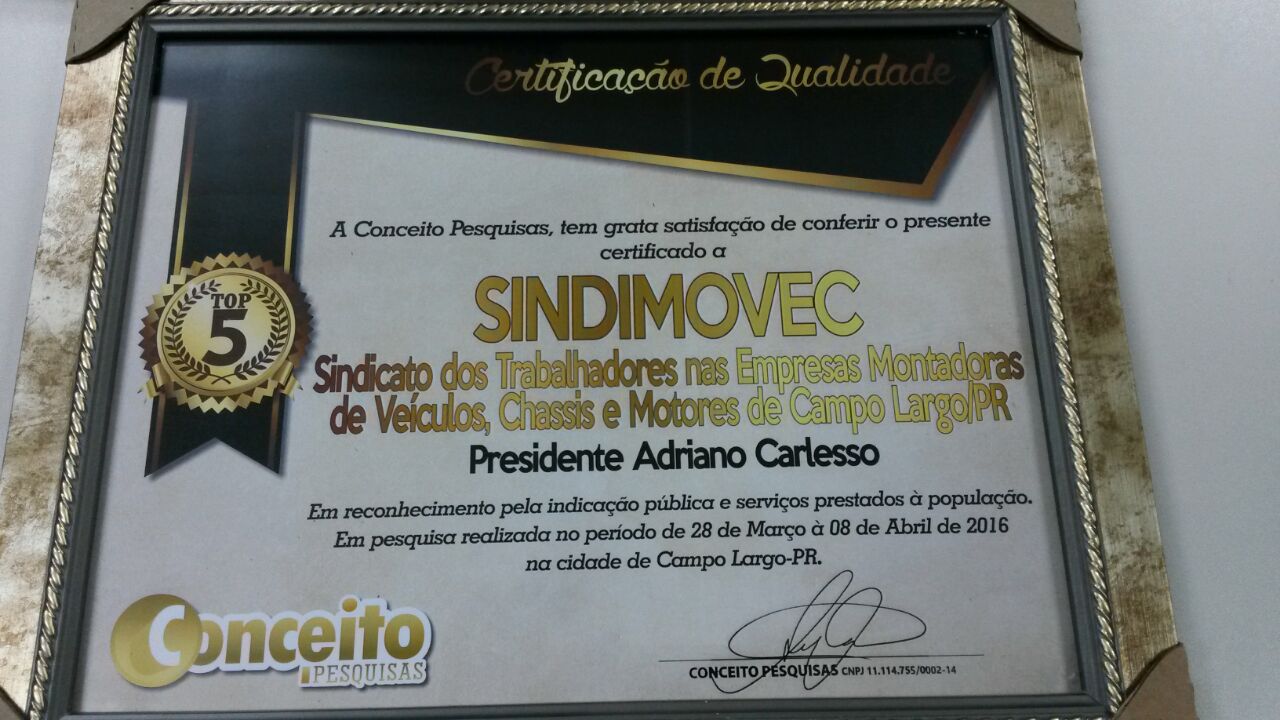 Certificação de Qualidade
A Conceito Pesquisas, tem grata satisfação de conferir o presente
certificado a
SINDIMOVEC
Sindicato dos Trabalhadores nas Empresas Montadoras
de Veículos, Chassis e Motores de Campo Largo/PR
Presidente Adriano Carlesso
TOP
5
Em reconhecimento pela indicação pública e serviços prestados à população.
Em pesquisa realizada no período de 28 de Março à 08 de Abril de 2016
na cidade de Campo Largo-PR.
Conceito
PESQUISAS
CONCEITO PESQUISAS CNPJ 11.114.755/0002-14